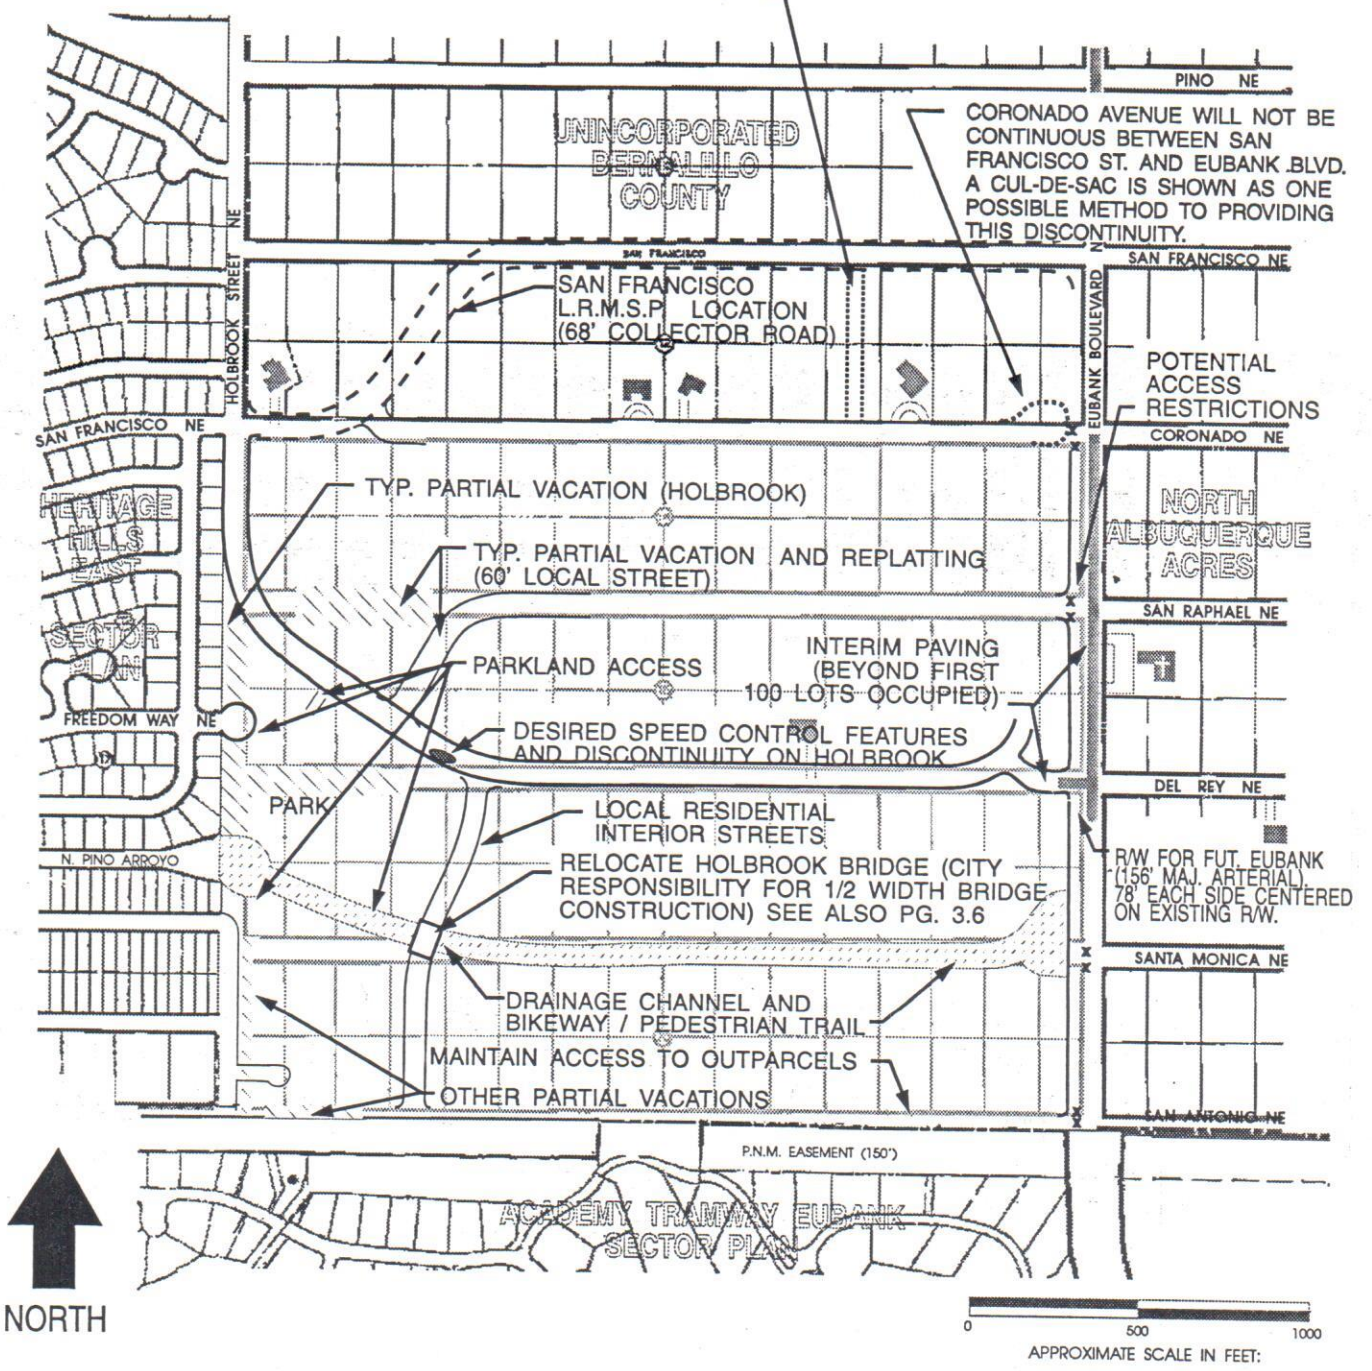 PINO NE
CORONADO AVENUE WILL NOT BE
CONTINUOUS BETWEEN SAN
FRANCISCO ST. AND EUBANK BLVD.
A CUL-DE-SAC IS SHOWN AS ONE
POSSIBLE METHOD TO PROVIDING
THIS DISCONTINUITY.
UNINCORPORATED
BERNALILLO
COUNTY
HOLBROOK STREET NE
SAN FRANCISCO
EUBANK BOULEVARD N
SAN FRANCISCO NE
SAN FRANCISCO
L.R.M.S.P. LOCATION
(68' COLLECTOR ROAD)
POTENTIAL
ACCESS
RESTRICTIONS
SAN FRANCISCO NE
CORONADO NE
TYP. PARTIAL VACATION (HOLBROOK)
HERITAGE
HILLS
EAST
SECTOR
PLAN
NORTH
ALBUQUERQUE
ACRES
TYP. PARTIAL VACATION AND REPLATTING
(60' LOCAL STREET)
SAN RAPHAEL NE
PARKLAND ACCESS
INTERIM PAVING
(BEYOND FIRST
100 LOTS OCCUPIED)
FREEDOM WAY NE
DESIRED SPEED CONTROL FEATURES
AND DISCONTINUITY ON HOLBROOK
DEL REY NE
PARK
LOCAL RESIDENTIAL
INTERIOR STREETS
N. PINO ARROYO
RELOCATE HOLBROOK BRIDGE (CITY
RESPONSIBILITY FOR 1/2 WIDTH BRIDGE
CONSTRUCTION) SEE ALSO PG. 3.6
R/W FOR FUT. EUBANK
(156' MAJ. ARTERIAL)
78' EACH SIDE CENTERED
ON EXISTING R/W.
SANTA MONICA NE
DRAINAGE CHANNEL AND
BIKEWAY / PEDESTRIAN TRAIL
MAINTAIN ACCESS TO OUTPARCELS
OTHER PARTIAL VACATIONS
SAN ANTONIO NE
P.N.M. EASEMENT (150')
ACADEMY TRAMWAY EUBANK
SECTOR PLAN
NORTH
0 500 1000
APPROXIMATE SCALE IN FEET: